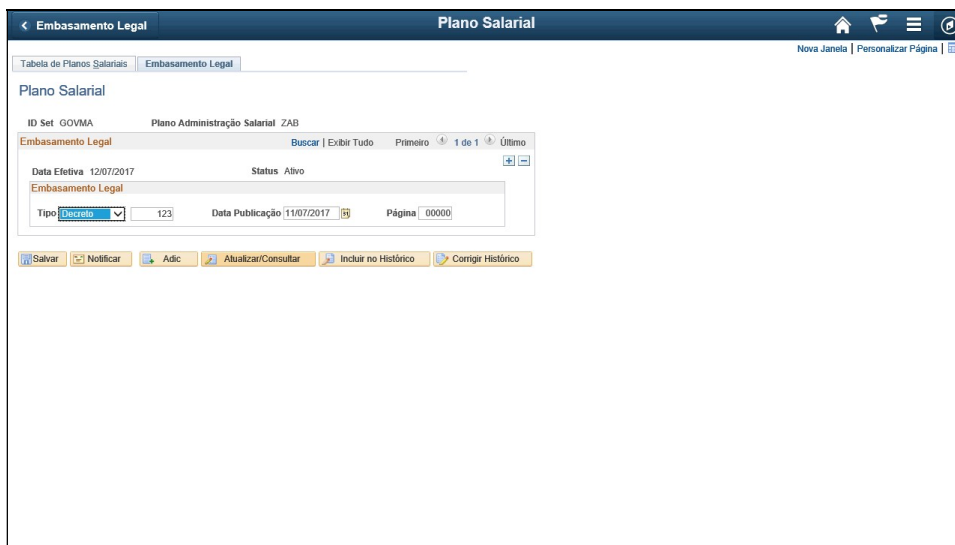 Embasamento Legal
Plano Salarial
Nova Janela | Personalizar Página |
Tabela de Planos Salariais
Embasamento Legal
Plano Salarial
ID Set GOVMA Plano Administração Salarial ZAB
Embasamento Legal Buscar | Exibir Tudo Primeiro 1 de 1 Último
Data Efetiva 12/07/2017 Status Ativo
Embasamento Legal
Tipo Decreto 123 Data Publicação 11/07/2017 Página 00000
Salvar Notificar Adic Atualizar/Consultar Incluir no Histórico Corrigir Histórico